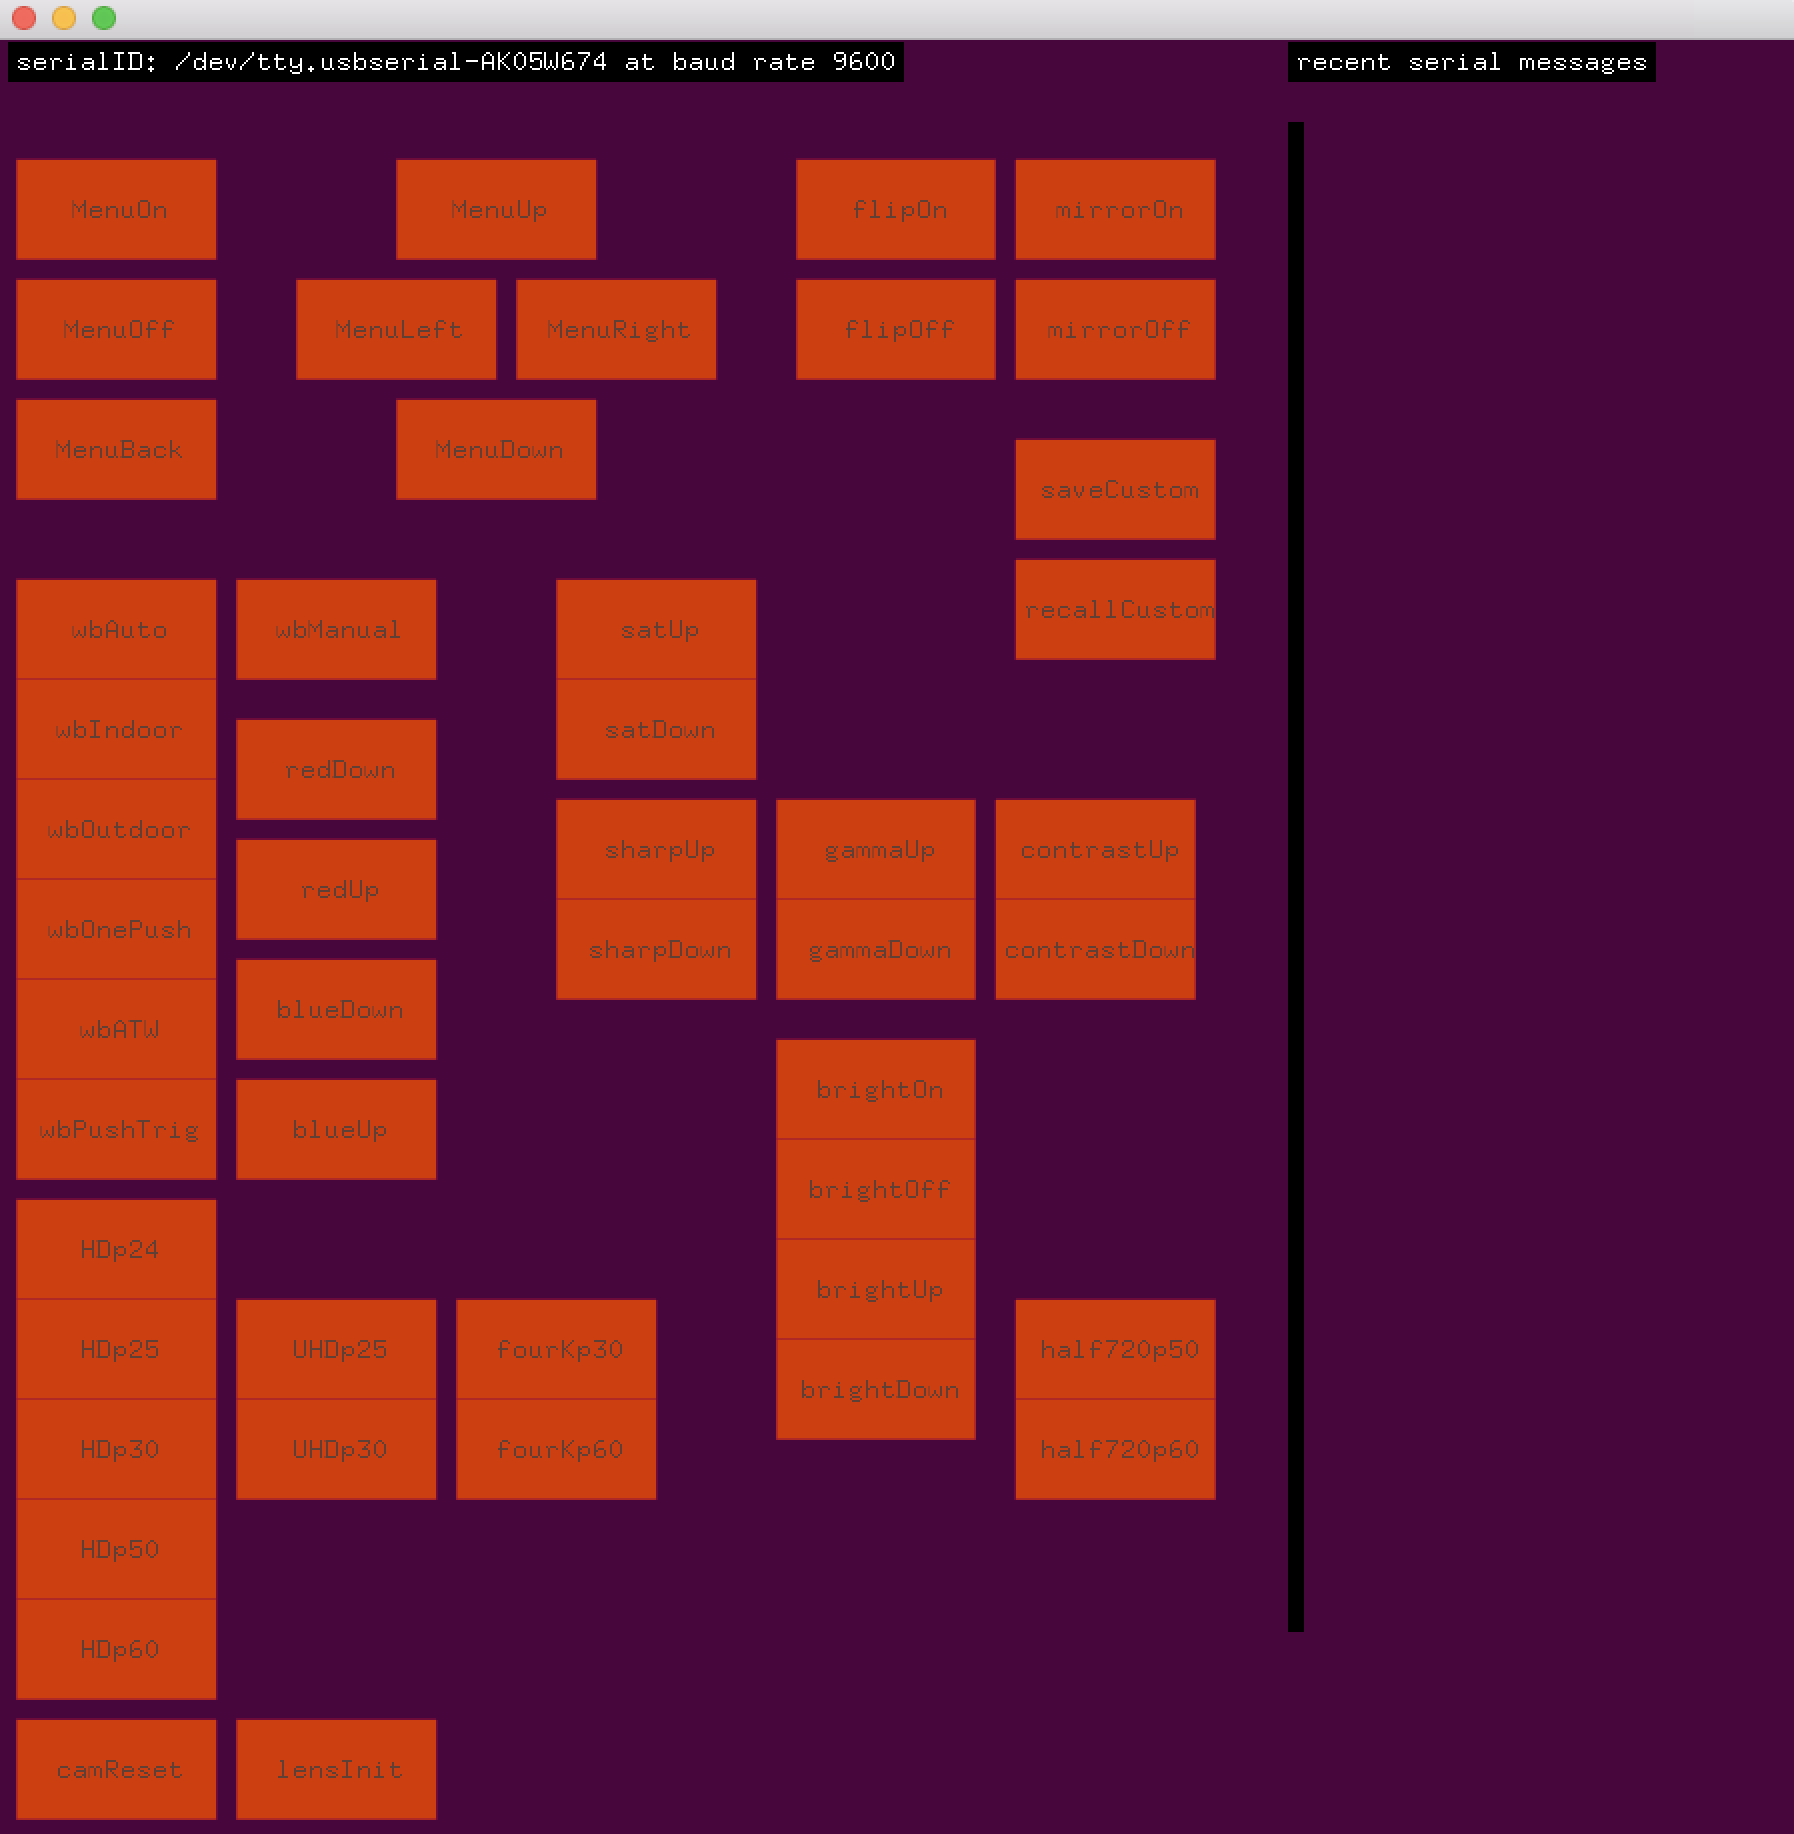 serialID: /dev/tty.usbserial-AK05W674 at baud rate 9600
recent serial messages
MenuOn
MenuUp
flipOn
mirrorOn
MenuOff
MenuLeft
MenuRight
flipOff
mirrorOff
MenuBack
MenuDown
saveCustom
recallCustom
wbAuto
wbManual
satUp
wbIndoor
satDown
redDown
wbOutdoor
sharpUp
gammaUp
contrastUp
redUp
wbOnePush
sharpDown
gammaDown
contrastDown
blueDown
wbATW
brightOn
wbPushTrig
blueUp
brightOff
HDp24
brightUp
HDp25
UHDp25
fourKp30
half720p50
brightDown
HDp30
UHDp30
fourKp60
half720p60
HDp50
HDp60
camReset
lensInit